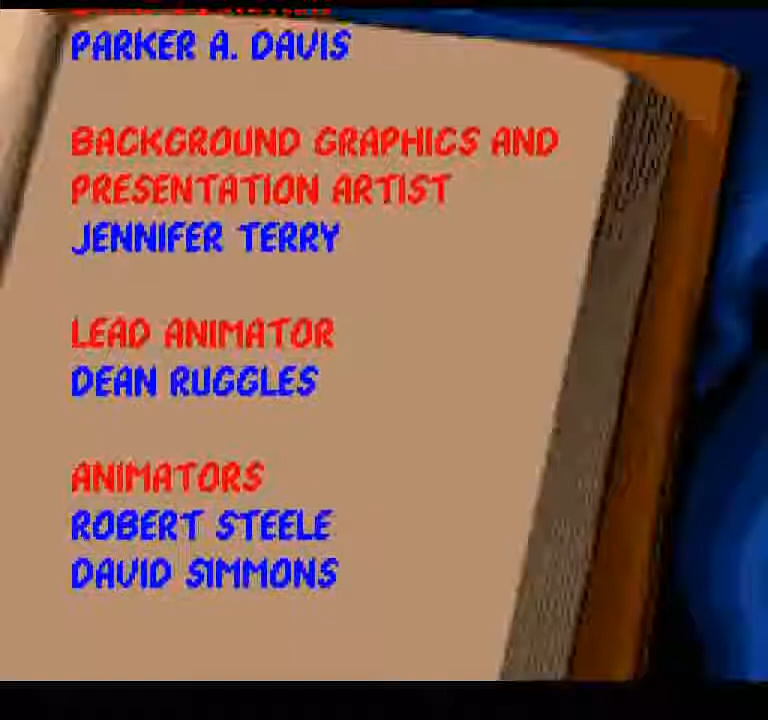 PARKER A. DAVIS
BACKGROUND GRAPHICS AND
PRESENTATION ARTIST
JENNIFER TERRY
LEAD ANIMATOR
DEAN RUGGLES
ANIMATORS
ROBERT STEELE
DAVID SIMMONS